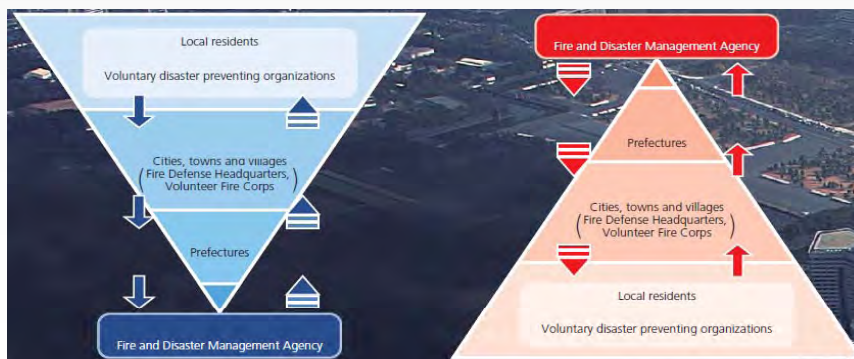 Local residents
Voluntary disaster preventing organizations
Cities, towns and villages
(Fire Defense Headquarters,
Volunteer Fire Corps)
Prefectures
Fire and Disaster Management Agency
Fire and Disaster Management Agency
Prefectures
Cities, towns and villages
(Fire Defense Headquarters,
Volunteer Fire Corps)
Local residents
Voluntary disaster preventing organizations